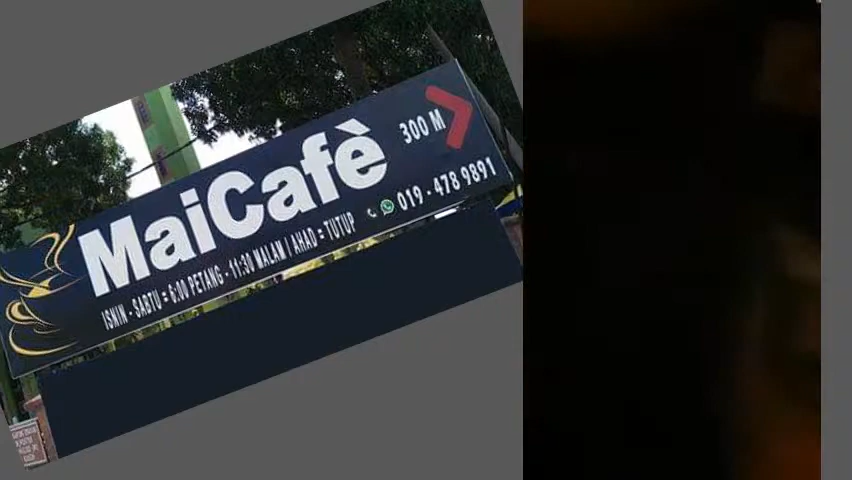 MaiCafè
300 M
ISNIN - SABTU = 6:00 PETANG - 11:30 MALAM / AHAD = TUTUP
019 - 478 9891